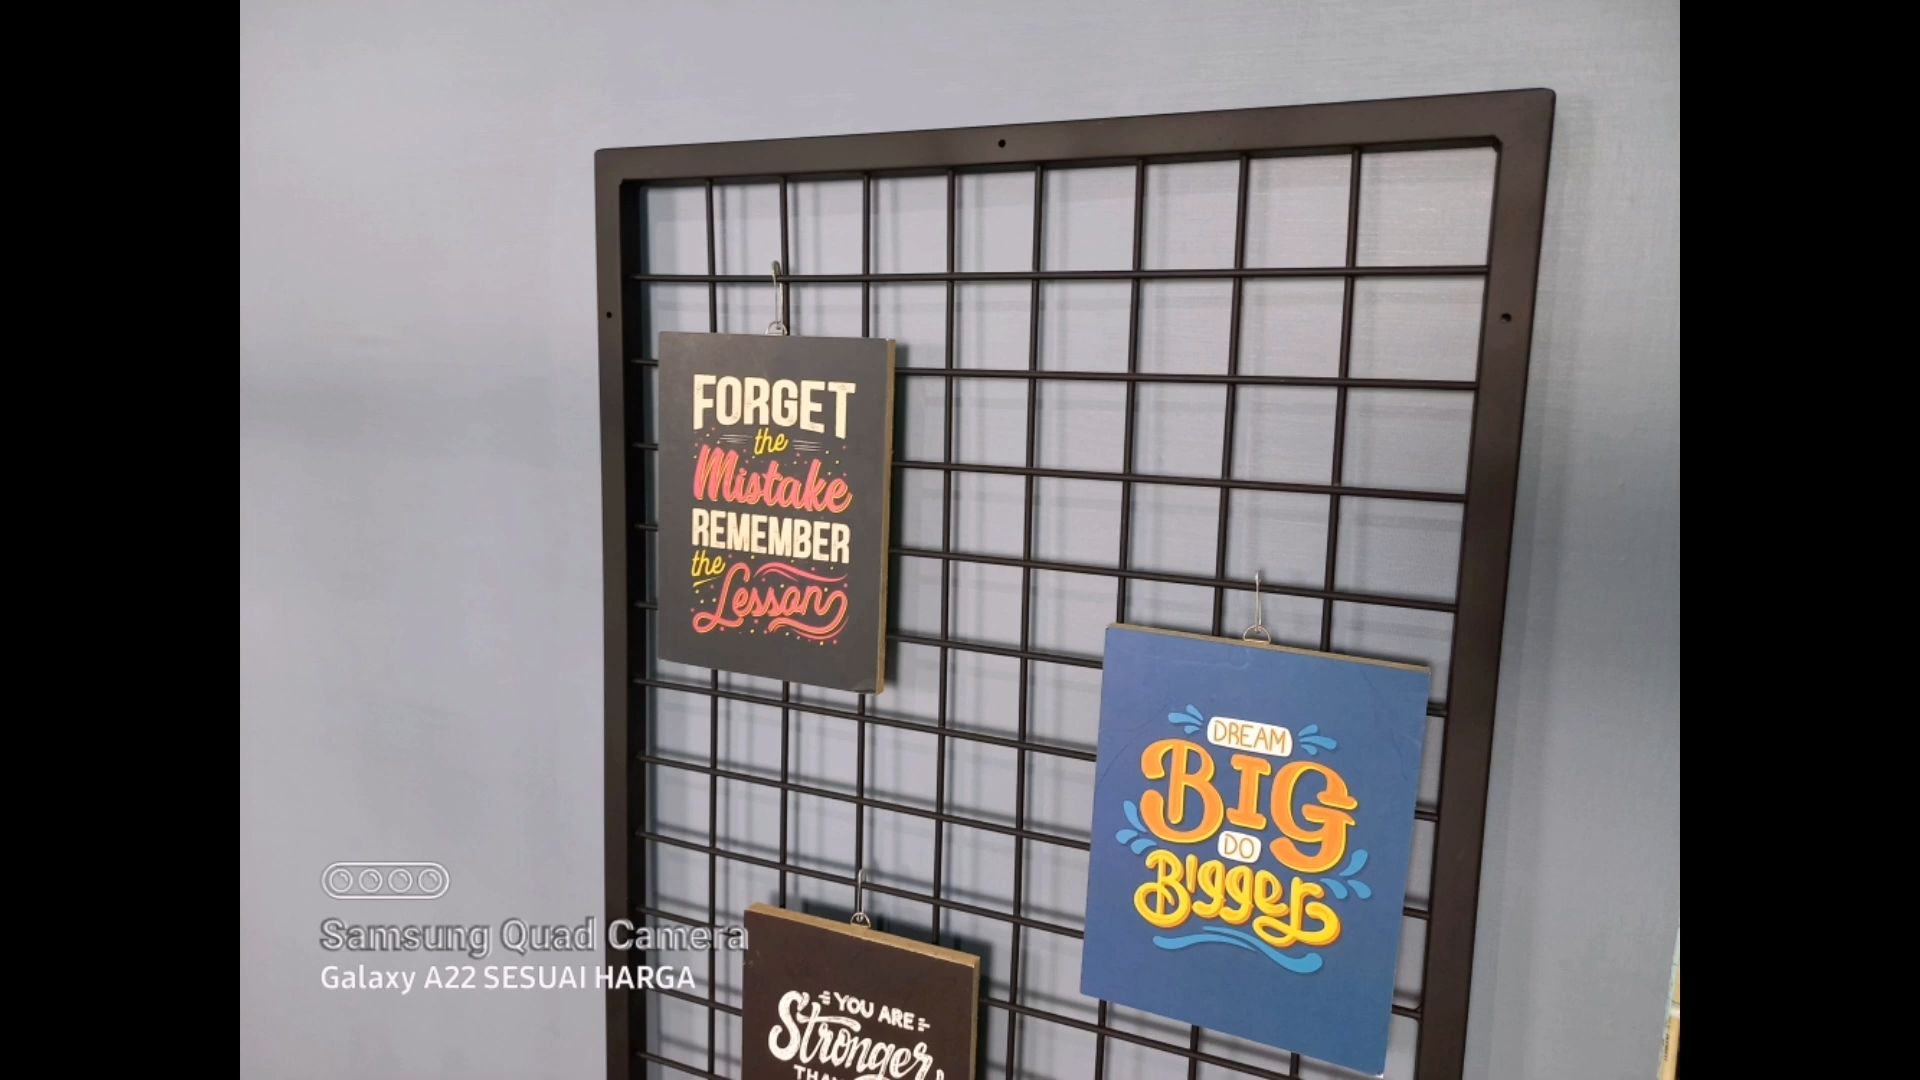 FORGET
the
Mistake
REMEMBER
the
Lesson
DREAM
BIG
DO
Bigger
YOU ARE
Stronger
Samsung Quad Camera
Galaxy A22 SESUAI HARGA